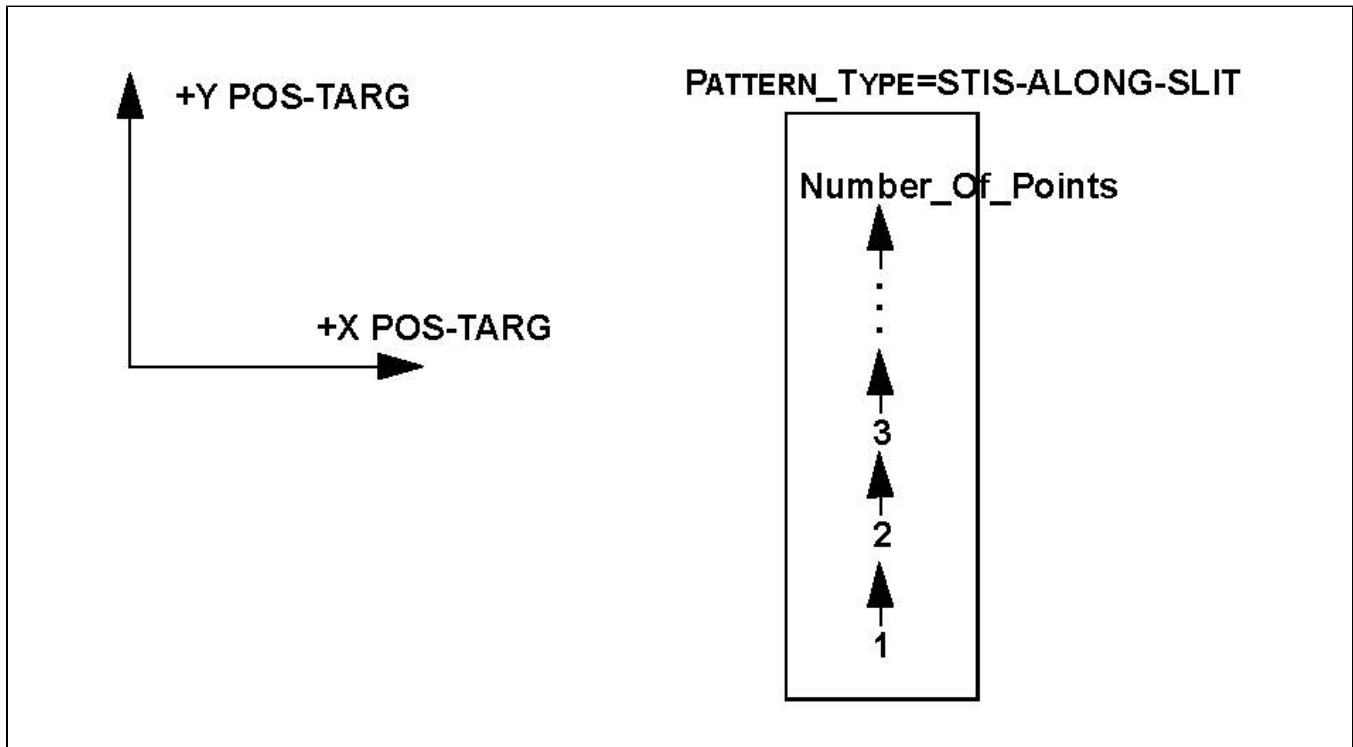 +Y POS-TARG
+X POS-TARG
PATTERN_TYPE=STIS-ALONG-SLIT
Number_Of_Points
3
2
1